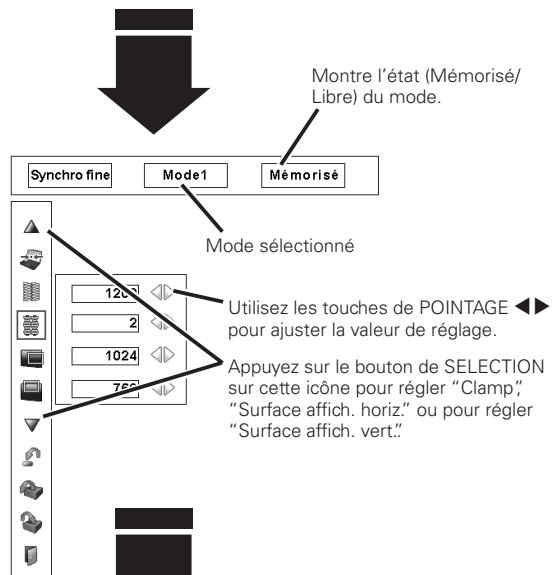 Montre l’état (Mémorisé/
Libre) du mode.
Synchro fine
Mode1
Mémorisé
Mode sélectionné
2
1024
Utilisez les touches de POINTAGE ◀▶
pour ajuster la valeur de réglage.
Appuyez sur le bouton de SELECTION
sur cette icône pour régler “Clamp”,
“Surface affich. horiz.” ou pour régler
“Surface affich. vert.”.